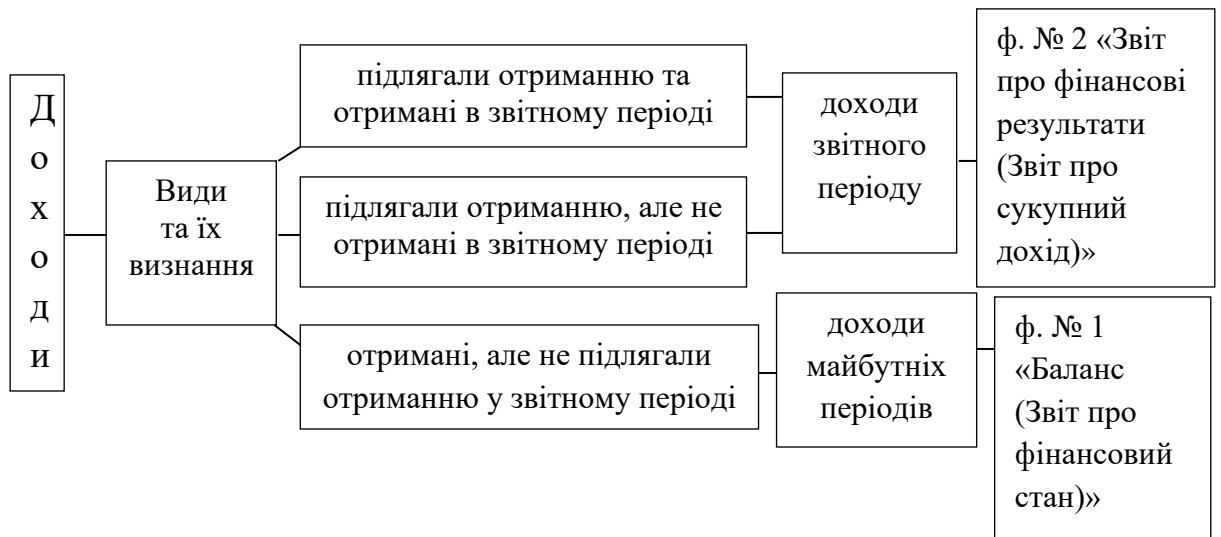 Доходи
Види
та їх
визнання
підлягали отриманню та
отримані в звітному періоді
підлягали отриманню, але не
отримані в звітному періоді
отримані, але не підлягали
отриманню у звітному періоді
доходи
звітного
періоду
доходи
майбутніх
періодів
ф. № 2 «Звіт
про фінансові
результати
(Звіт про
сукупний
дохід)»
ф. № 1
«Баланс
(Звіт про
фінансовий
стан)»